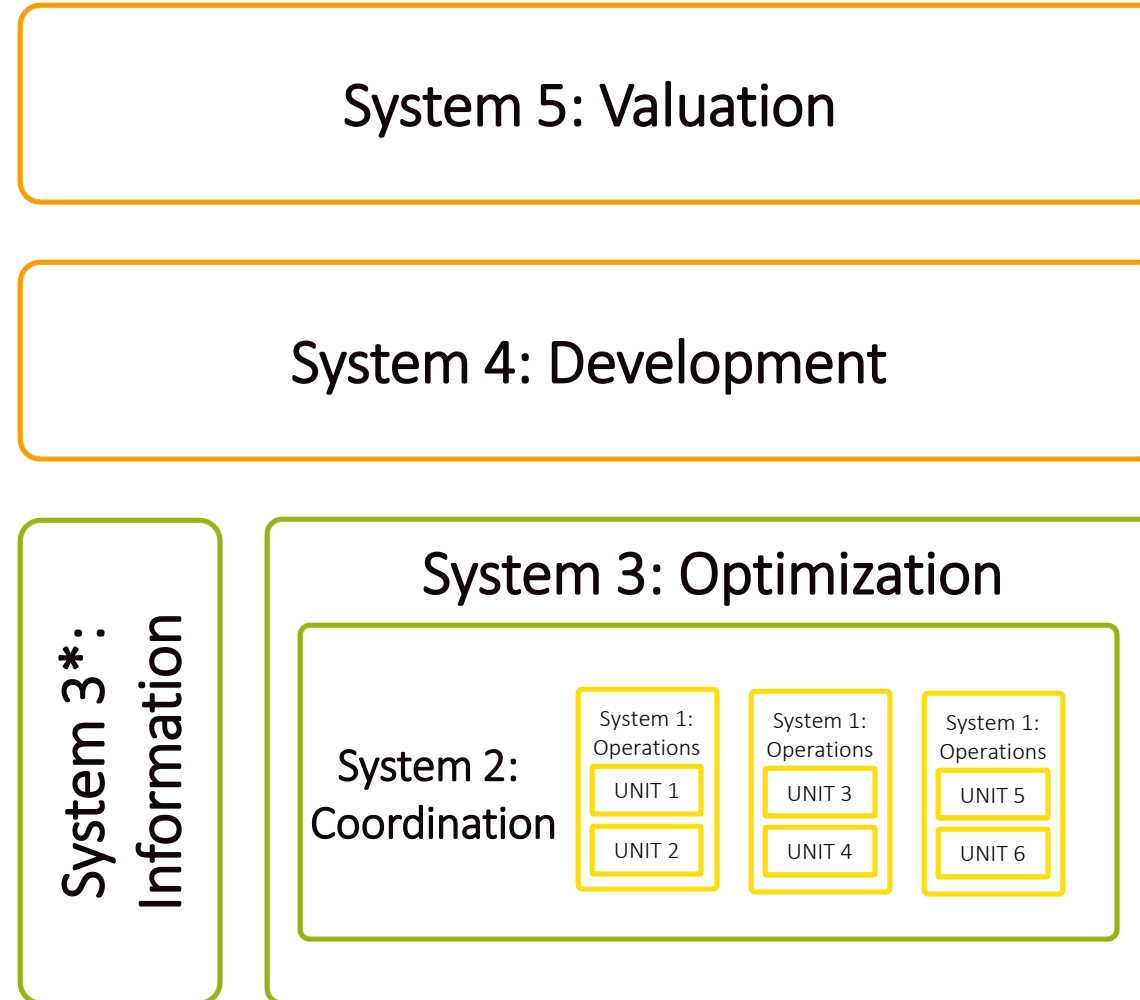 System 5: Valuation
System 4: Development
System 3*:
Information
System 3: Optimization
System 2:
Coordination
System 1:
Operations
UNIT 1
UNIT 2
System 1:
Operations
UNIT 3
UNIT 4
System 1:
Operations
UNIT 5
UNIT 6